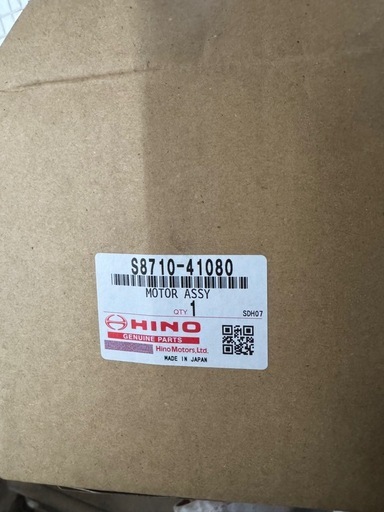 S8710-41080
MOTOR ASSY
QTY 1
SDH07
HINO
GENUINE PARTS
HinoMotors,Ltd.
MADE IN JAPAN